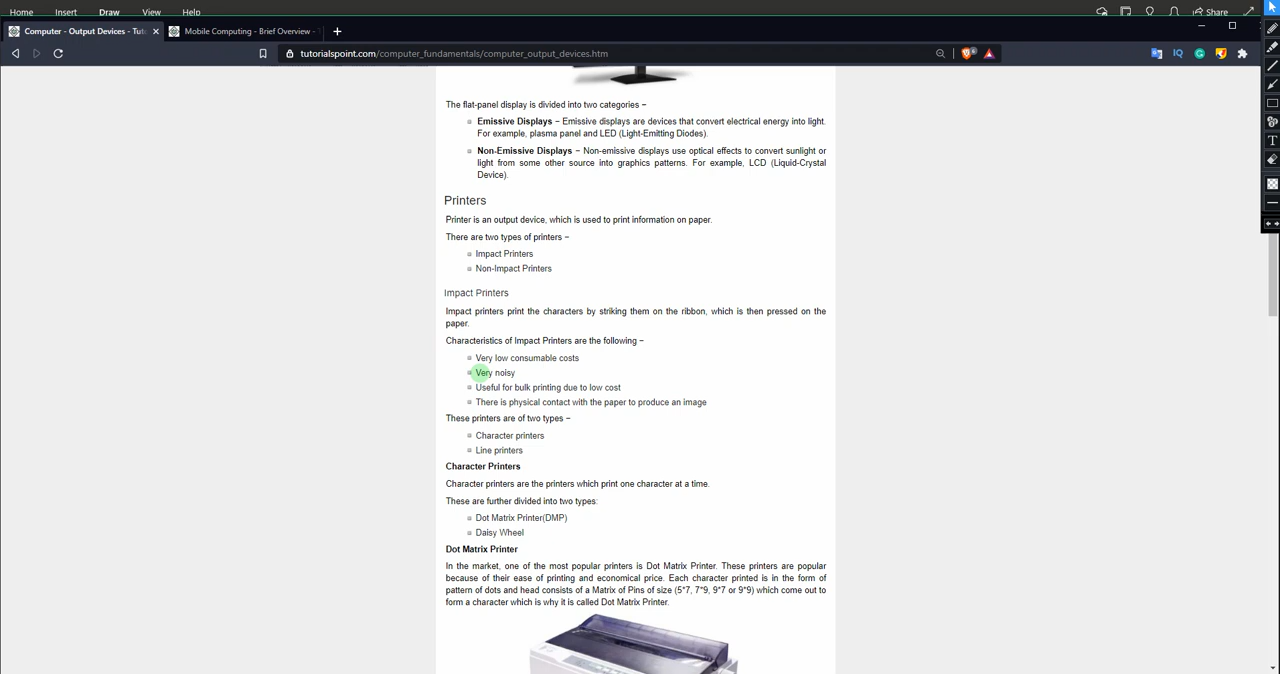 Home Insert Draw View Help Share
Computer - Output Devices - Tuto Mobile Computing - Brief Overview -
tutorialspoint.com/computer_fundamentals/computer_output_devices.htm
The flat-panel display is divided into two categories −
Emissive Displays − Emissive displays are devices that convert electrical energy into light.
For example, plasma panel and LED (Light-Emitting Diodes).
Non-Emissive Displays − Non-emissive displays use optical effects to convert sunlight or
light from some other source into graphics patterns. For example, LCD (Liquid-Crystal
Device).
Printers
Printer is an output device, which is used to print information on paper.
There are two types of printers −
Impact Printers
Non-Impact Printers
Impact Printers
Impact printers print the characters by striking them on the ribbon, which is then pressed on the
paper.
Characteristics of Impact Printers are the following −
Very low consumable costs
Very noisy
Useful for bulk printing due to low cost
There is physical contact with the paper to produce an image
These printers are of two types −
Character printers
Line printers
Character Printers
Character printers are the printers which print one character at a time.
These are further divided into two types:
Dot Matrix Printer(DMP)
Daisy Wheel
Dot Matrix Printer
In the market, one of the most popular printers is Dot Matrix Printer. These printers are popular
because of their ease of printing and economical price. Each character printed is in the form of
pattern of dots and head consists of a Matrix of Pins of size (5*7, 7*9, 9*7 or 9*9) which come out to
form a character which is why it is called Dot Matrix Printer.